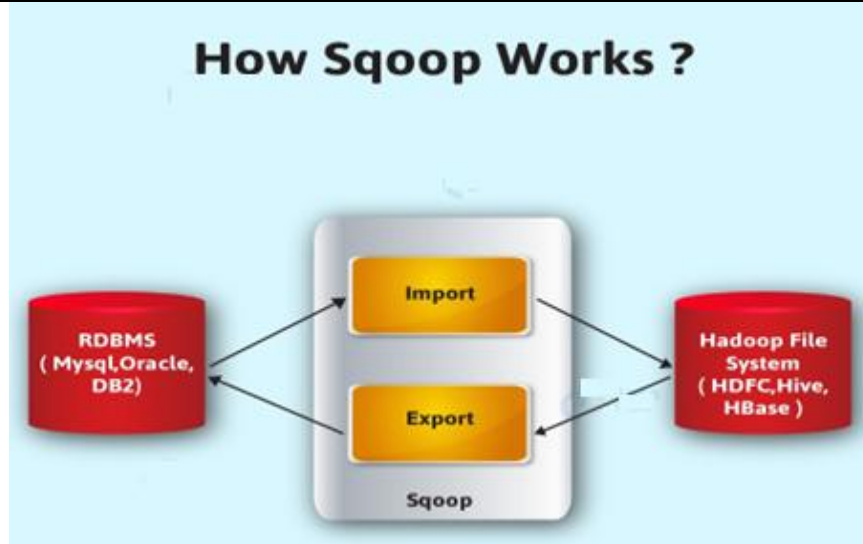 How Sqoop Works ?
Import
RDBMS
( Mysql,Oracle,
DB2)
Hadoop File
System
( HDFC,Hive,
HBase )
Export
Sqoop